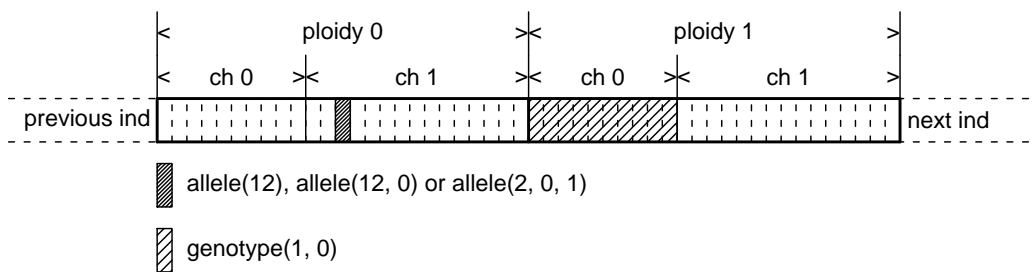 < ploidy 0 > < ploidy 1 >
< ch 0 > < ch 1 > < ch 0 > < ch 1 >
previous ind next ind
allele(12), allele(12, 0) or allele(2, 0, 1)
genotype(1, 0)